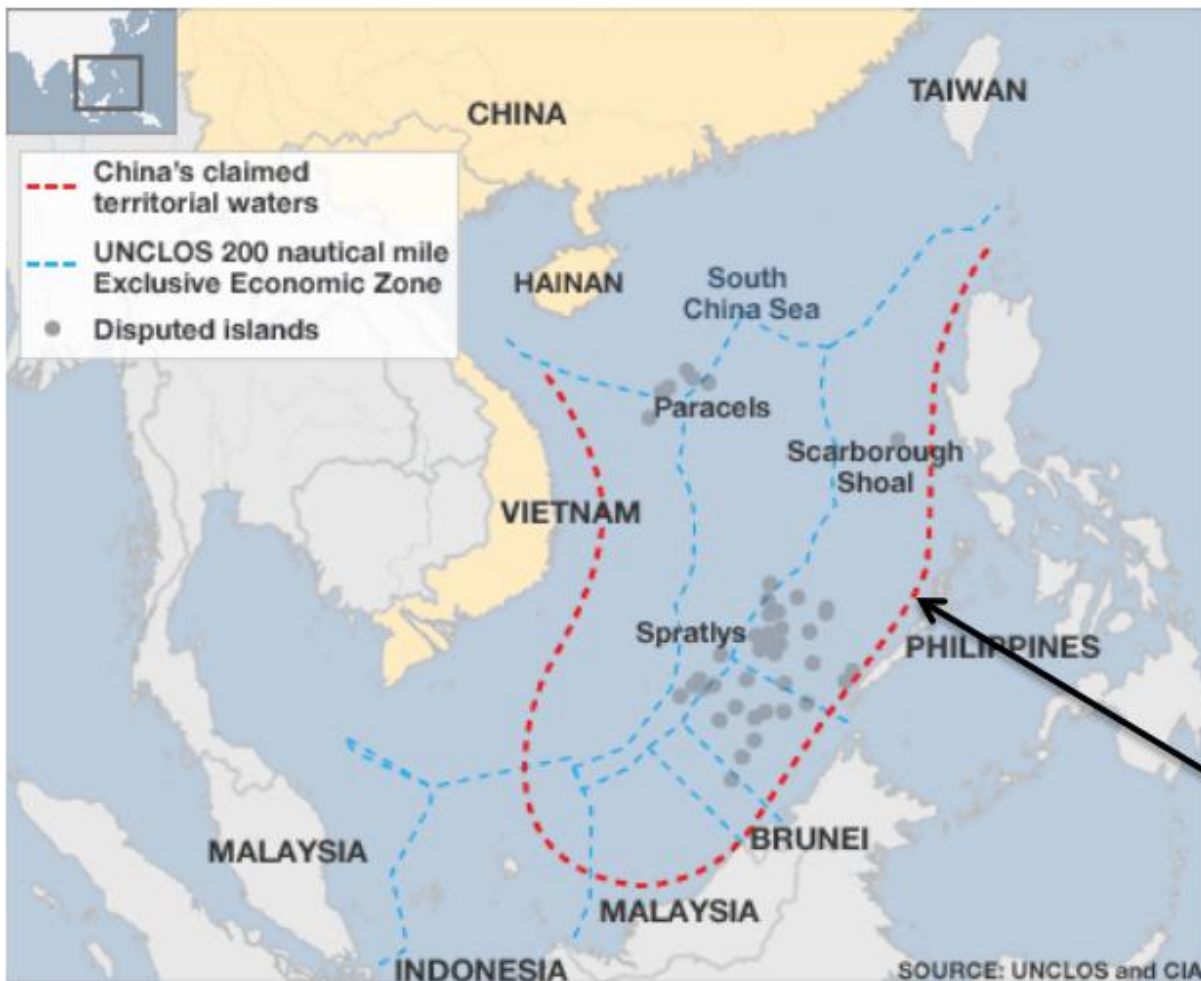 CHINA
TAIWAN
China's claimed
territorial waters
UNCLOS 200 nautical mile
Exclusive Economic Zone
Disputed islands
HAINAN
South
China Sea
Paracels
Scarborough
Shoal
VIETNAM
Spratlys
PHILIPPINES
BRUNEI
MALAYSIA
MALAYSIA
INDONESIA
SOURCE: UNCLOS and CIA